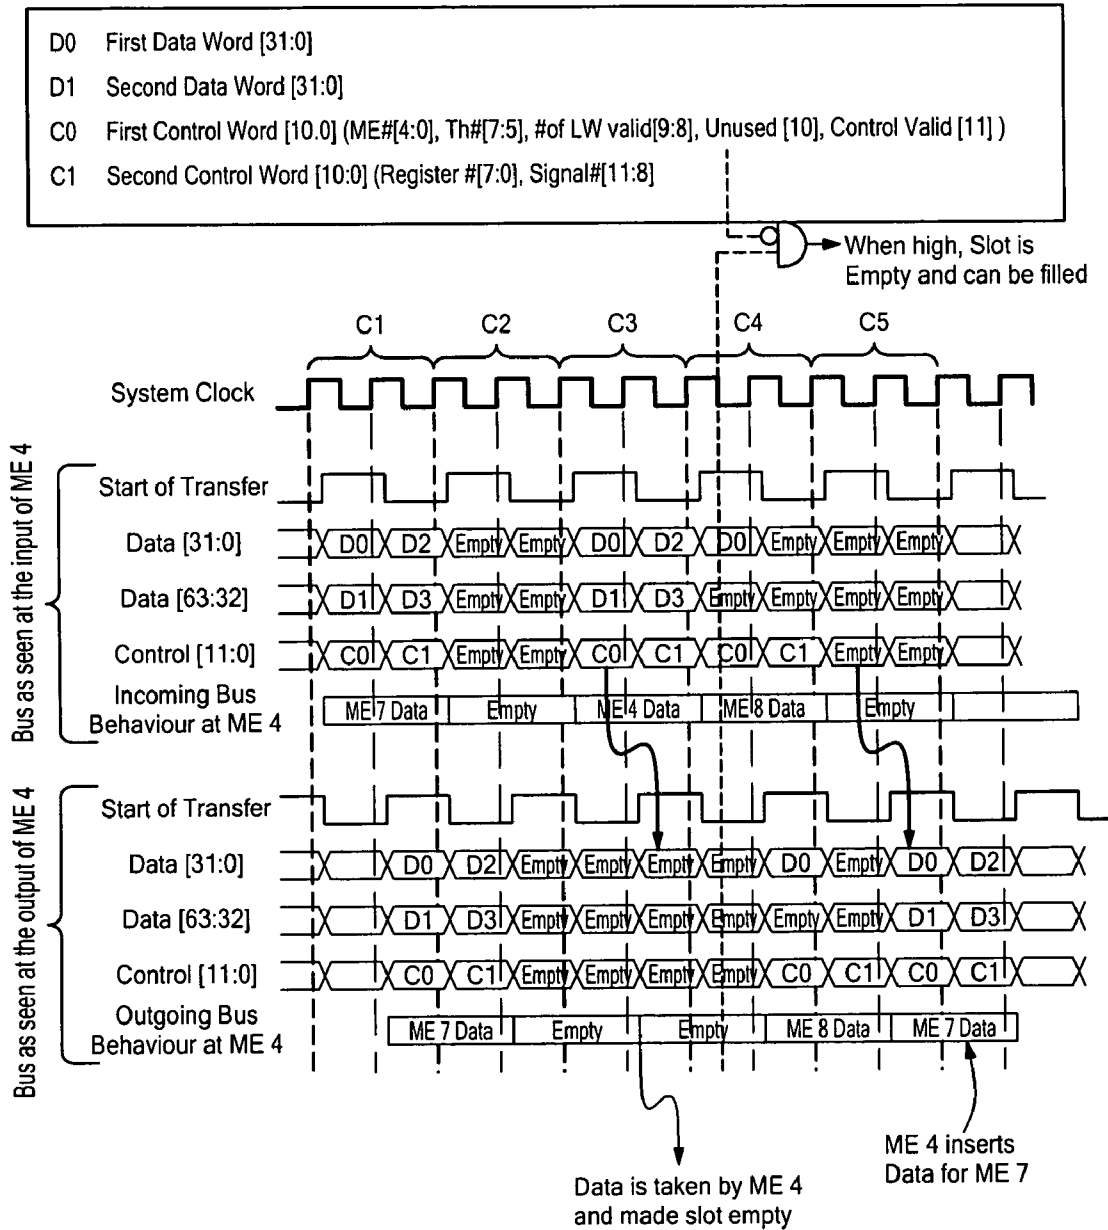 D0 First Data Word [31:0]
D1 Second Data Word [31:0]
C0 First Control Word [10.0] (ME#[4:0], Th#[7:5], #of LW valid[9:8], Unused [10], Control Valid [11] )
C1 Second Control Word [10:0] (Register #[7:0], Signal#[11:8]
When high, Slot is
Empty and can be filled
C1 C2 C3 C4 C5
System Clock
Bus as seen at the input of ME 4
Start of Transfer
Data [31:0] D0 D2 Empty Empty D0 D2 D0 Empty Empty Empty
Data [63:32] D1 D3 Empty Empty D1 D3 Empty Empty Empty Empty
Control [11:0] C0 C1 Empty Empty C0 C1 C0 C1 Empty Empty
Incoming Bus
Behaviour at ME 4
ME 7 Data Empty ME 4 Data ME 8 Data Empty
Bus as seen at the output of ME 4
Start of Transfer
Data [31:0] D0 D2 Empty Empty Empty Empty D0 Empty D0 D2
Data [63:32] D1 D3 Empty Empty Empty Empty Empty Empty D1 D3
Control [11:0] C0 C1 Empty Empty Empty Empty C0 C1 C0 C1
Outgoing Bus
Behaviour at ME 4
ME 7 Data Empty Empty ME 8 Data ME 7 Data
ME 4 inserts
Data for ME 7
Data is taken by ME 4
and made slot empty